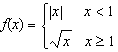 f(x) = { |x|  x < 1
√x  x ≥ 1